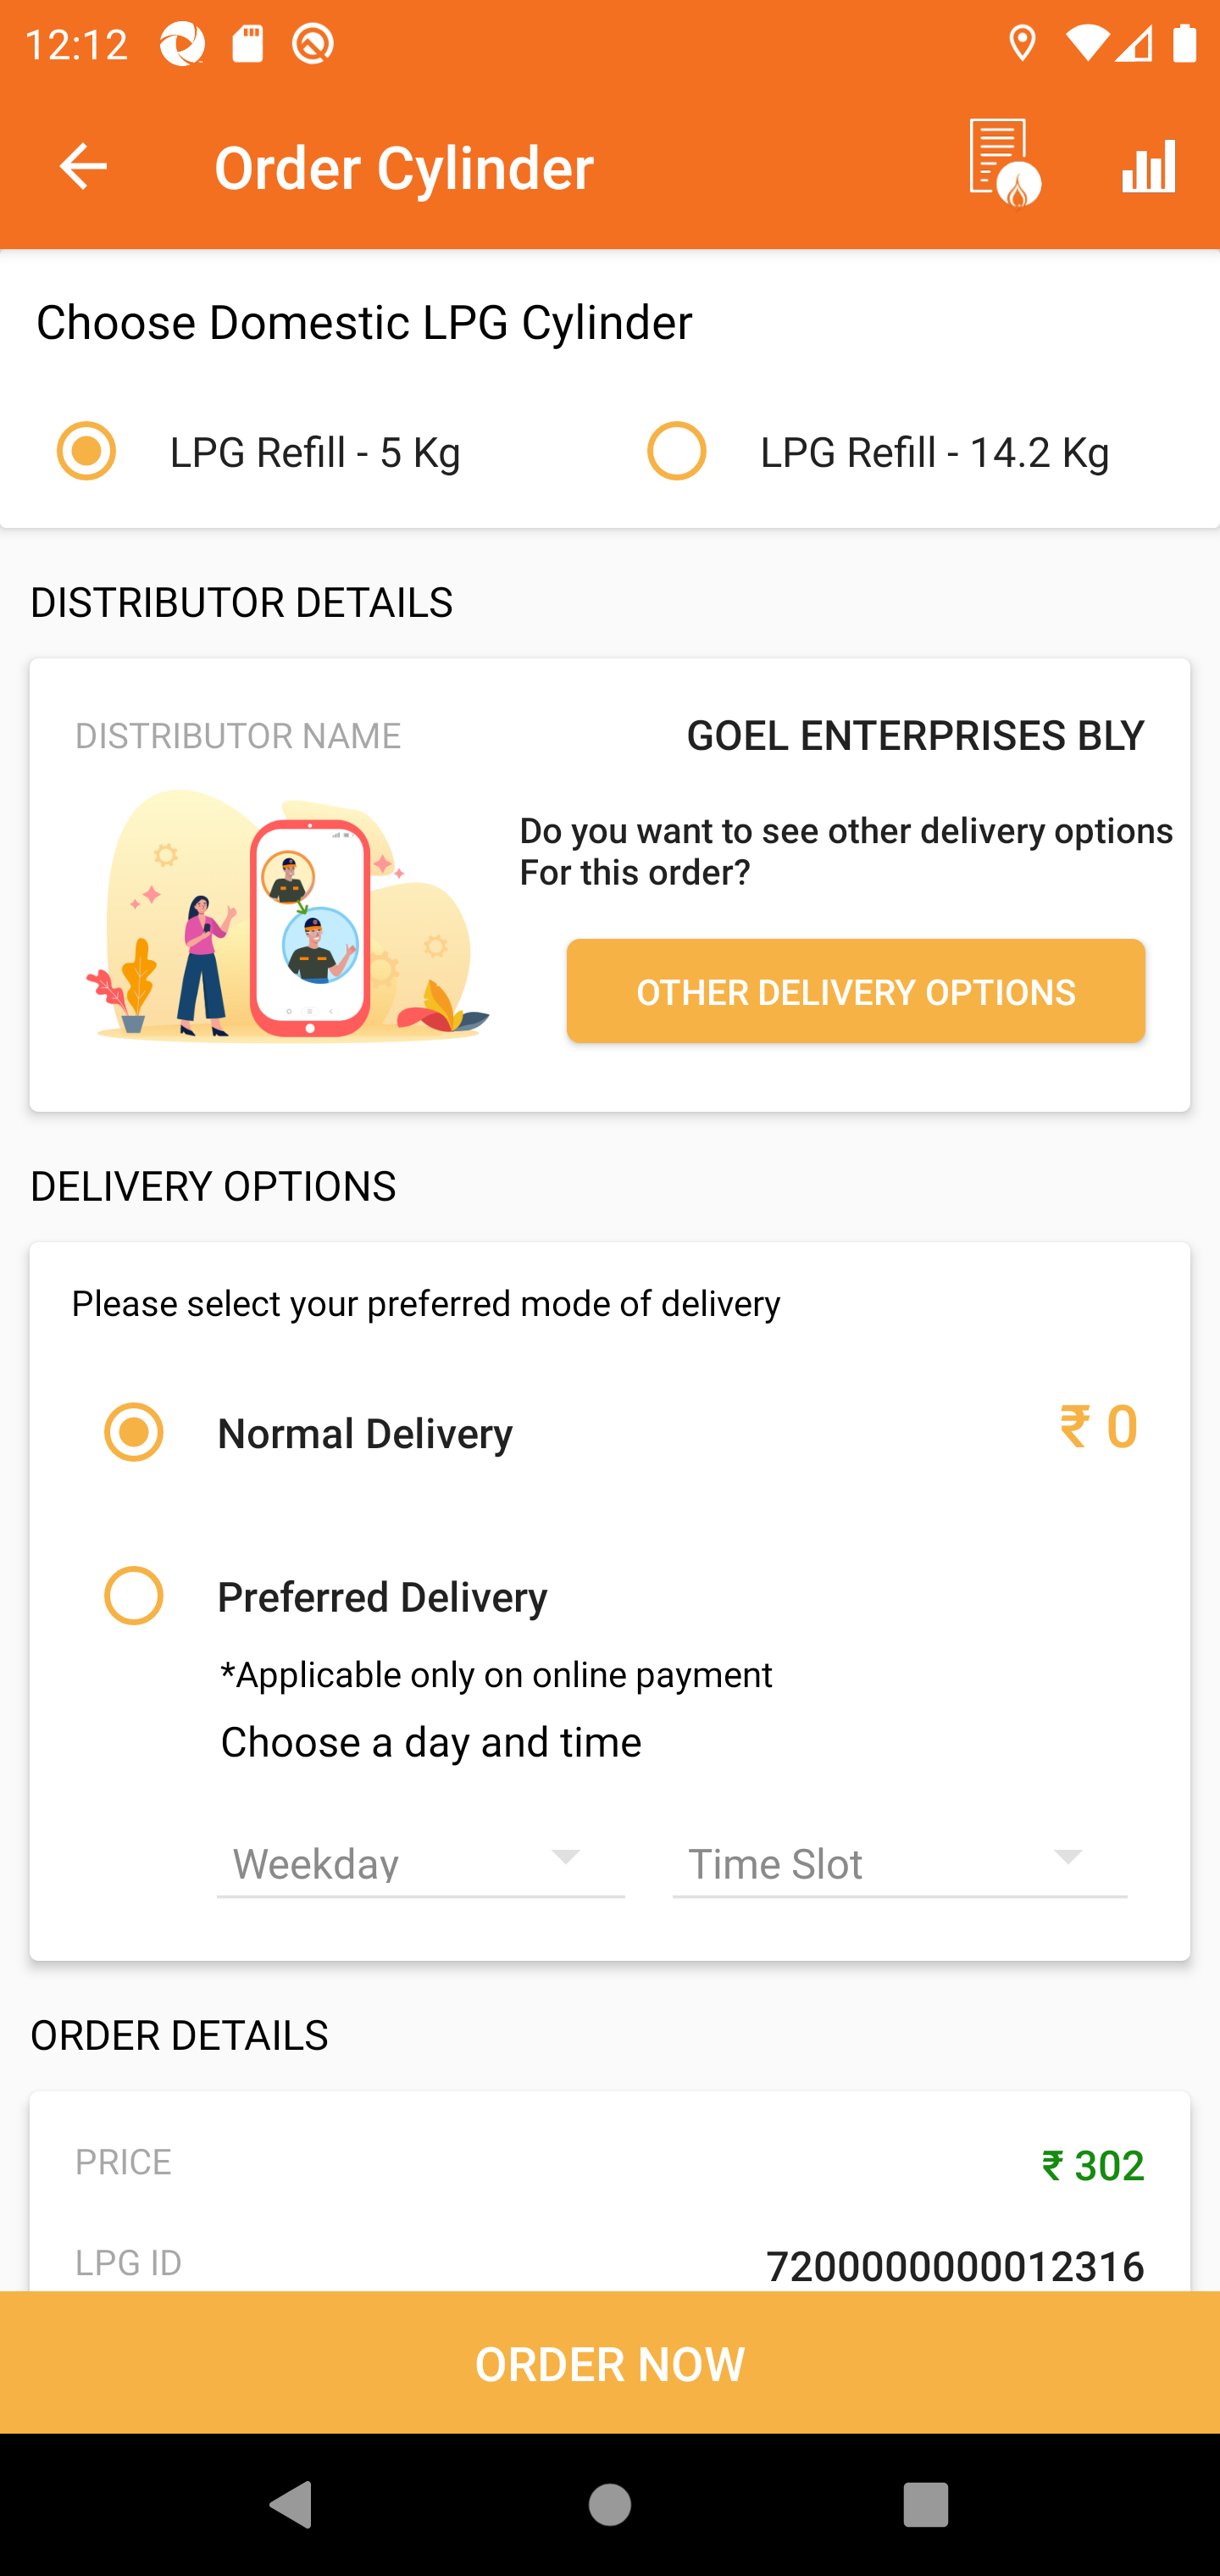 12:12
Order Cylinder
Choose Domestic LPG Cylinder
LPG Refill - 5 Kg
LPG Refill - 14.2 Kg
DISTRIBUTOR DETAILS
DISTRIBUTOR NAME
GOEL ENTERPRISES BLY
Do you want to see other delivery options
For this order?
OTHER DELIVERY OPTIONS
DELIVERY OPTIONS
Please select your preferred mode of delivery
Normal Delivery
₹ 0
Preferred Delivery
*Applicable only on online payment
Choose a day and time
Weekday
Time Slot
ORDER DETAILS
PRICE
₹ 302
LPG ID
7200000000012316
ORDER NOW